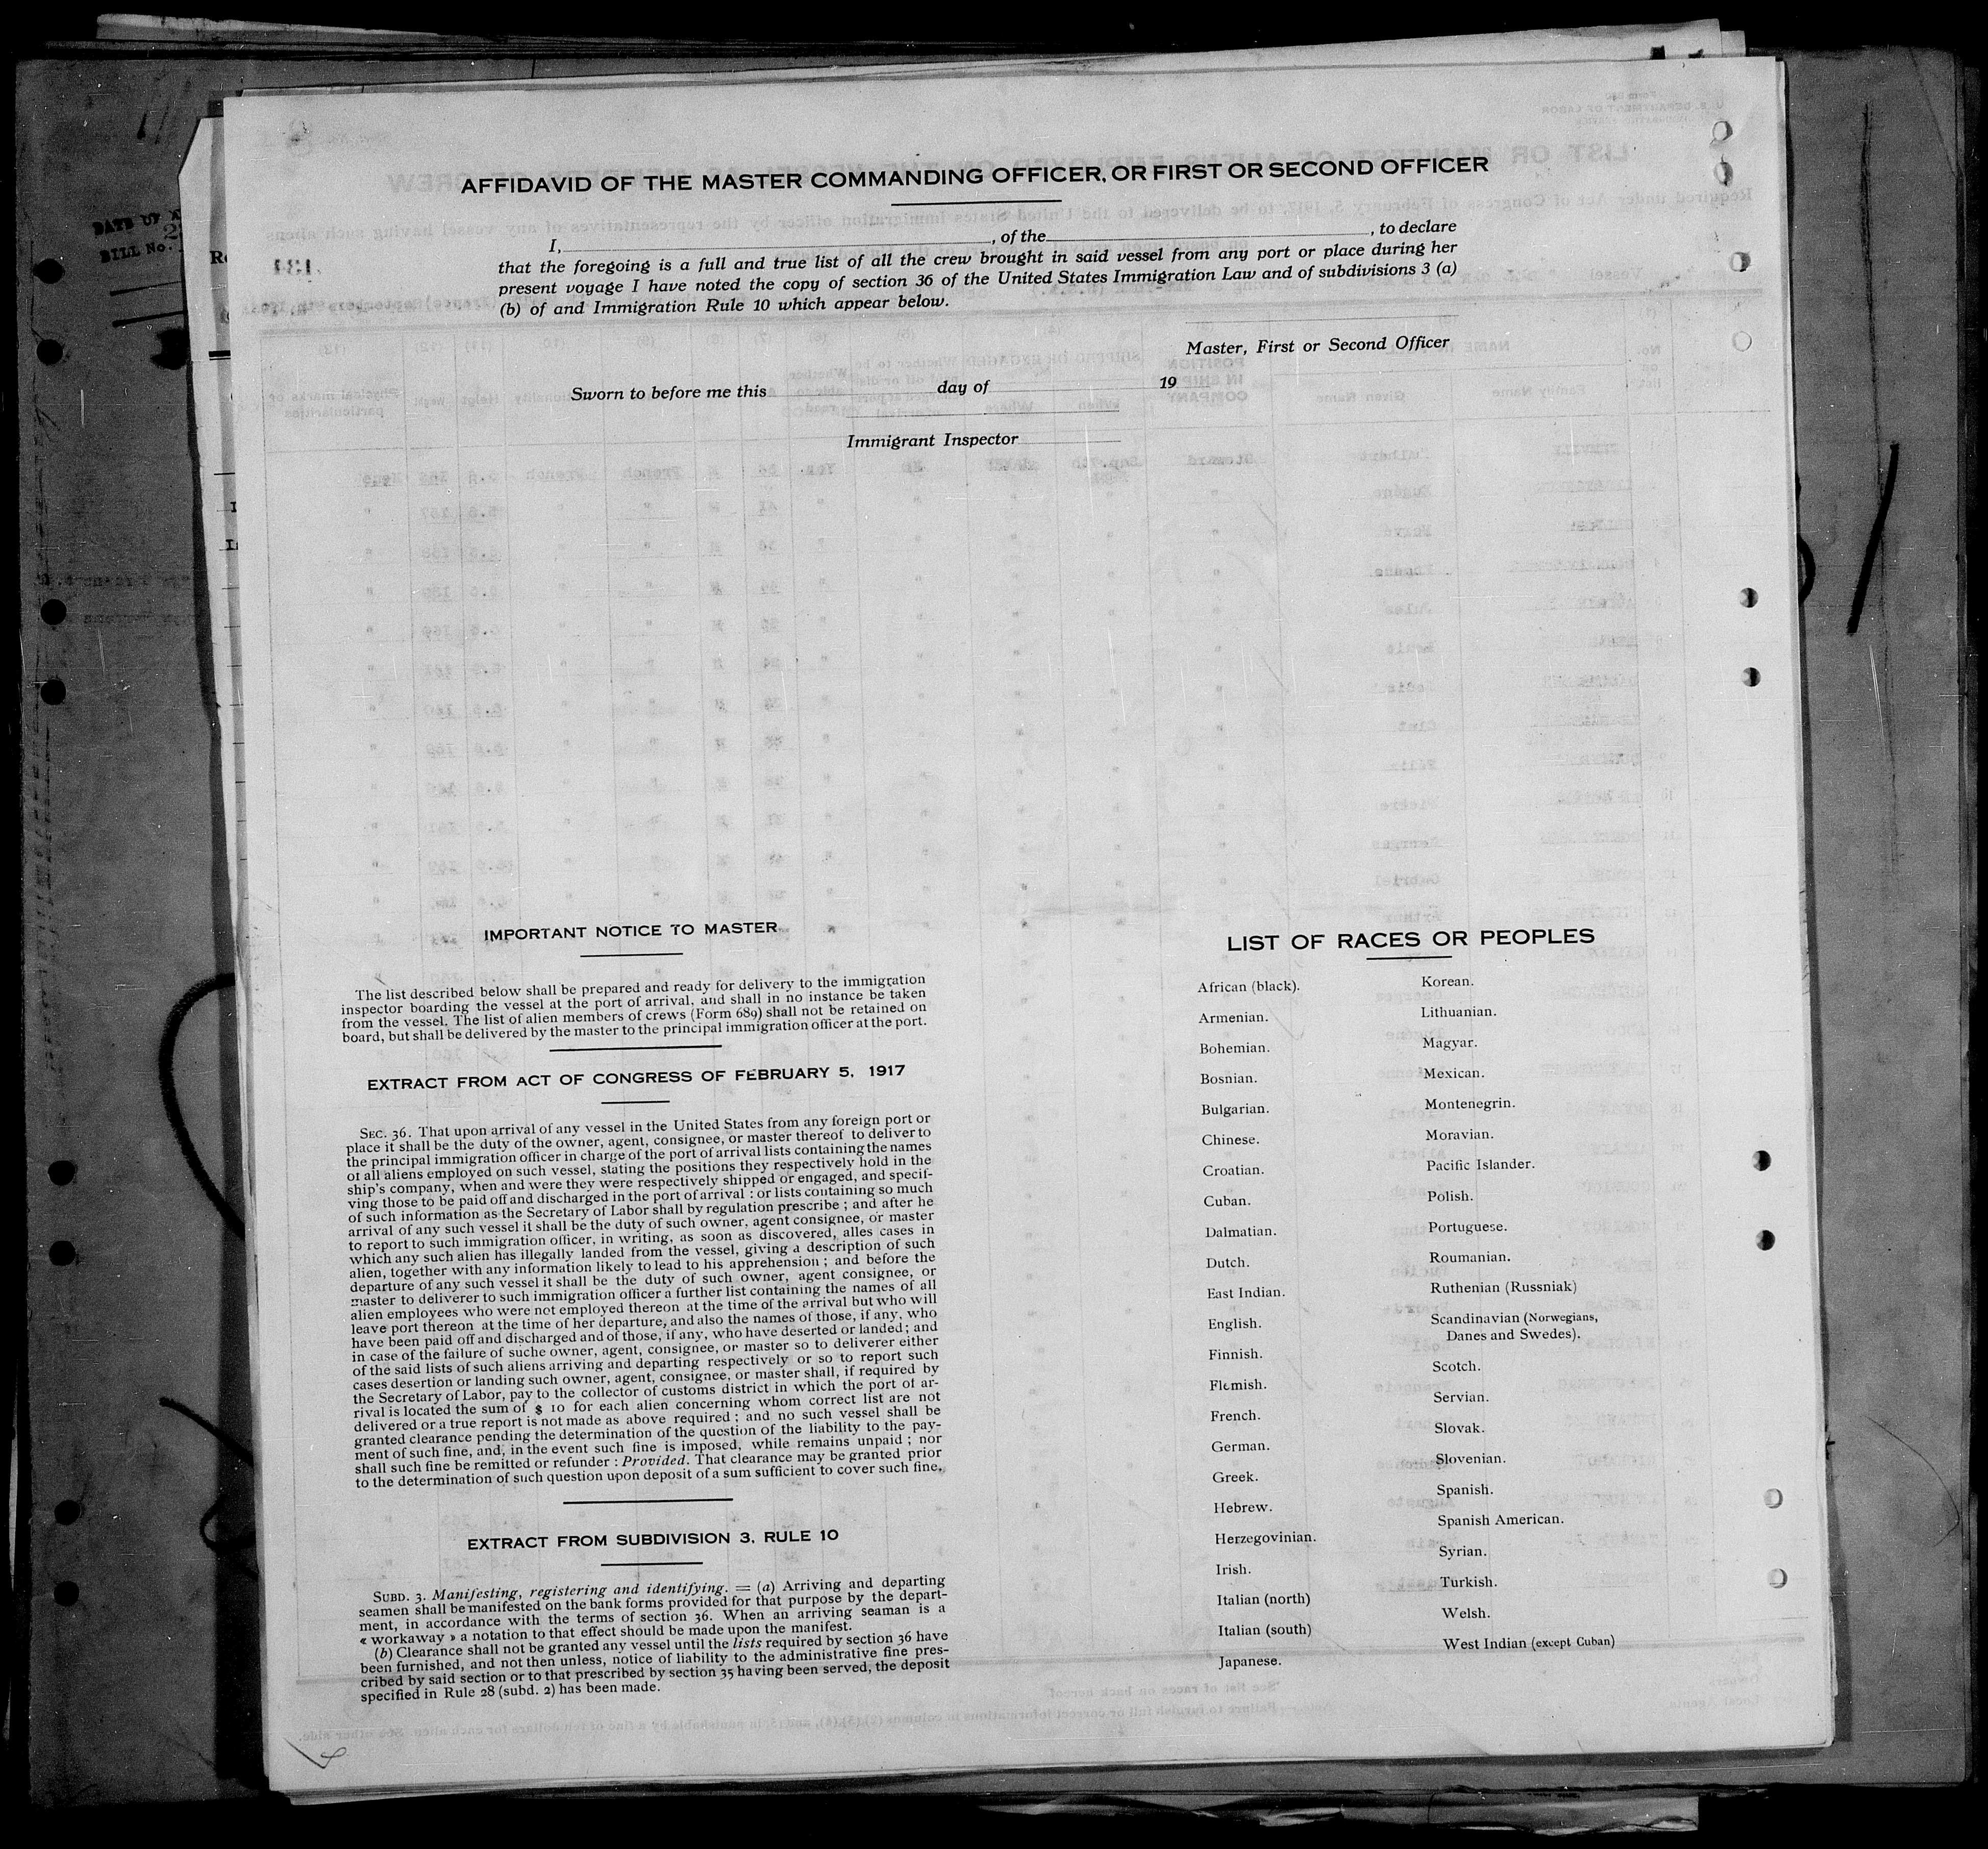 AFFIDAVID OF THE MASTER COMMANDING OFFICER, OR FIRST OR SECOND OFFICER
I, , of the , to declare
that the foregoing is a full and true list of all the crew brought in said vessel from any port or place during her
present voyage I have noted the copy of section 36 of the United States Immigration Law and of subdivisions 3 (a)
(b) of and Immigration Rule 10 which appear below.
Master, First or Second Officer
Sworn to before me this day of 19
Immigrant Inspector
IMPORTANT NOTICE TO MASTER
The list described below shall be prepared and ready for delivery to the immigration
inspector boarding the vessel at the port of arrival, and shall in no instance be taken
from the vessel. The list of alien members of crews (Form 689) shall not be retained on
board, but shall be delivered by the master to the principal immigration officer at the port.
EXTRACT FROM ACT OF CONGRESS OF FEBRUARY 5, 1917
SEC. 36. That upon arrival of any vessel in the United States from any foreign port or
place it shall be the duty of the owner, agent, consignee, or master thereof to deliver to
the principal immigration officer in charge of the port of arrival lists containing the names
of all aliens employed on such vessel, stating the positions they respectively hold in the
ship's company, when and were they were respectively shipped or engaged, and specif-
ving those to be paid off and discharged in the port of arrival : or lists containing so much
of such information as the Secretary of Labor shall by regulation prescribe ; and after he
arrival of any such vessel it shall be the duty of such owner, agent consignee, or master
to report to such immigration officer, in writing, as soon as discovered, alles cases in
which any such alien has illegally landed from the vessel, giving a description of such
alien, together with any information likely to lead to his apprehension ; and before the
departure of any such vessel it shall be the duty of such owner, agent consignee, or
master to deliverer to such immigration officer a further list containing the names of all
alien employees who were not employed thereon at the time of the arrival but who will
leave port thereon at the time of her departure, and also the names of those, if any, who
have been paid off and discharged and of those, if any, who have deserted or landed; and
in case of the failure of suche owner, agent, consignee, or master so to deliverer either
of the said lists of such aliens arriving and departing respectively or so to report such
cases desertion or landing such owner, agent, consignee, or master shall, if required by
the Secretary of Labor, pay to the collector of customs district in which the port of ar-
rival is located the sum of $ 10 for each alien concerning whom correct list are not
delivered or a true report is not made as above required ; and no such vessel shall be
granted clearance pending the determination of the question of the liability to the pay-
ment of such fine, and, in the event such fine is imposed, while remains unpaid ; nor
shall such fine be remitted or refunder : Provided. That clearance may be granted prior
to the determination of such question upon deposit of a sum sufficient to cover such fine.
EXTRACT FROM SUBDIVISION 3, RULE 10
SUBD. 3. Manifesting, registering and identifying. = (a) Arriving and departing
seamen shall be manifested on the bank forms provided for that purpose by the depart-
ment, in accordance with the terms of section 36. When an arriving seaman is a
« workaway » a notation to that effect should be made upon the manifest.
(b) Clearance shall not be granted any vessel until the lists required by section 36 have
been furnished, and not then unless, notice of liability to the administrative fine pres-
cribed by said section or to that prescribed by section 35 having been served, the deposit
specified in Rule 28 (subd. 2) has been made.
LIST OF RACES OR PEOPLES
African (black).
Armenian.
Bohemian.
Bosnian.
Bulgarian.
Chinese.
Croatian.
Cuban.
Dalmatian.
Dutch.
East Indian.
English.
Finnish.
Flemish.
French.
German.
Greek.
Hebrew.
Herzegovinian.
Irish.
Italian (north)
Italian (south)
Japanese.
Korean.
Lithuanian.
Magyar.
Mexican.
Montenegrin.
Moravian.
Pacific Islander.
Polish.
Portuguese.
Roumanian.
Ruthenian (Russniak)
Scandinavian (Norwegians,
Danes and Swedes).
Scotch.
Servian.
Slovak.
Slovenian.
Spanish.
Spanish American.
Syrian.
Turkish.
Welsh.
West Indian (except Cuban)
DATE OF
BILL No.